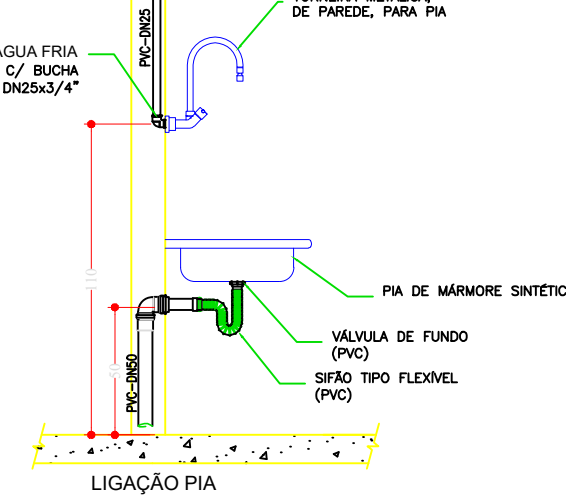 DE PAREDE, PARA PIA
PVC-DN25
AGUA FRIA
C/ BUCHA
DN25x3/4"
110
PIA DE MÁRMORE SINTÉTIC
VÁLVULA DE FUNDO
(PVC)
50
PVC-DN50
SIFÃO TIPO FLEXÍVEL
(PVC)
LIGAÇÃO PIA